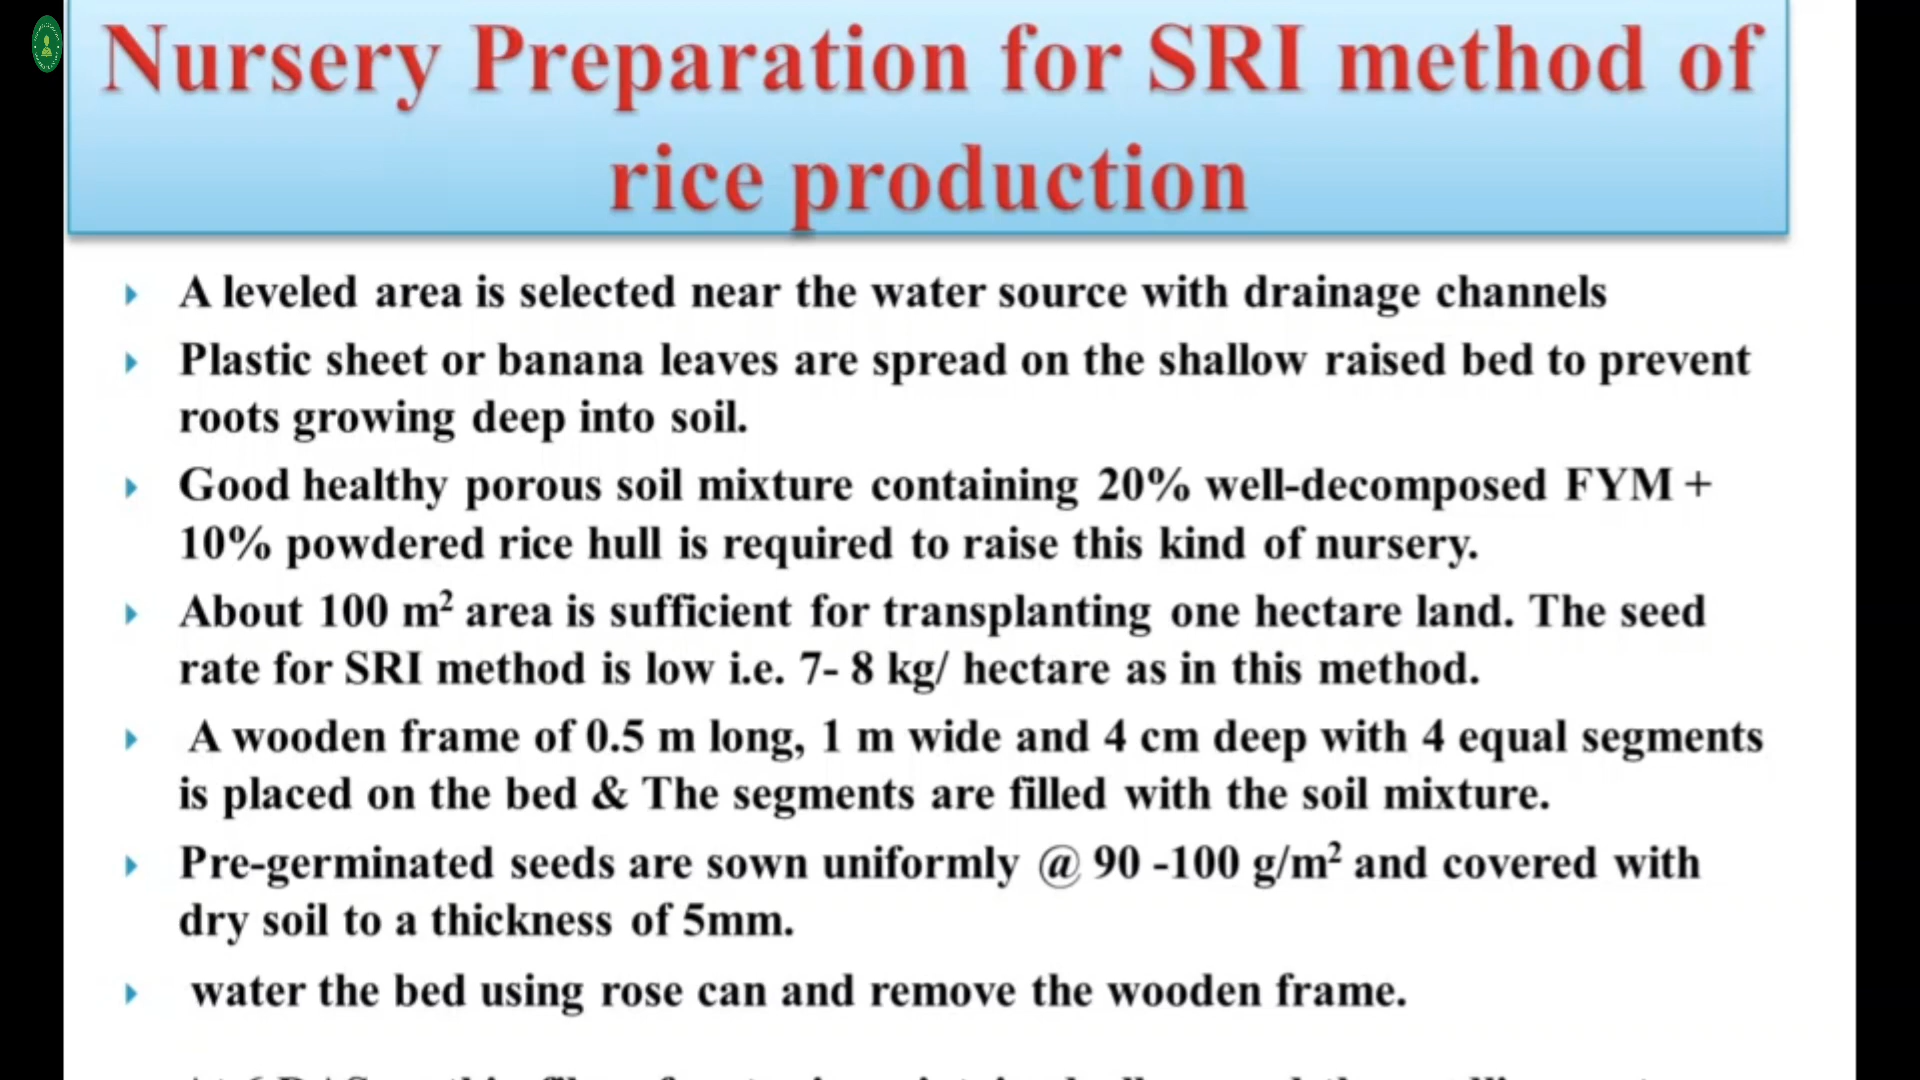 Nursery Preparation for SRI method of
rice production
A leveled area is selected near the water source with drainage channels
Plastic sheet or banana leaves are spread on the shallow raised bed to prevent
roots growing deep into soil.
Good healthy porous soil mixture containing 20% well-decomposed FYM +
10% powdered rice hull is required to raise this kind of nursery.
About 100 m² area is sufficient for transplanting one hectare land. The seed
rate for SRI method is low i.e. 7- 8 kg/ hectare as in this method.
A wooden frame of 0.5 m long, 1 m wide and 4 cm deep with 4 equal segments
is placed on the bed & The segments are filled with the soil mixture.
Pre-germinated seeds are sown uniformly @ 90 -100 g/m² and covered with
dry soil to a thickness of 5mm.
water the bed using rose can and remove the wooden frame.